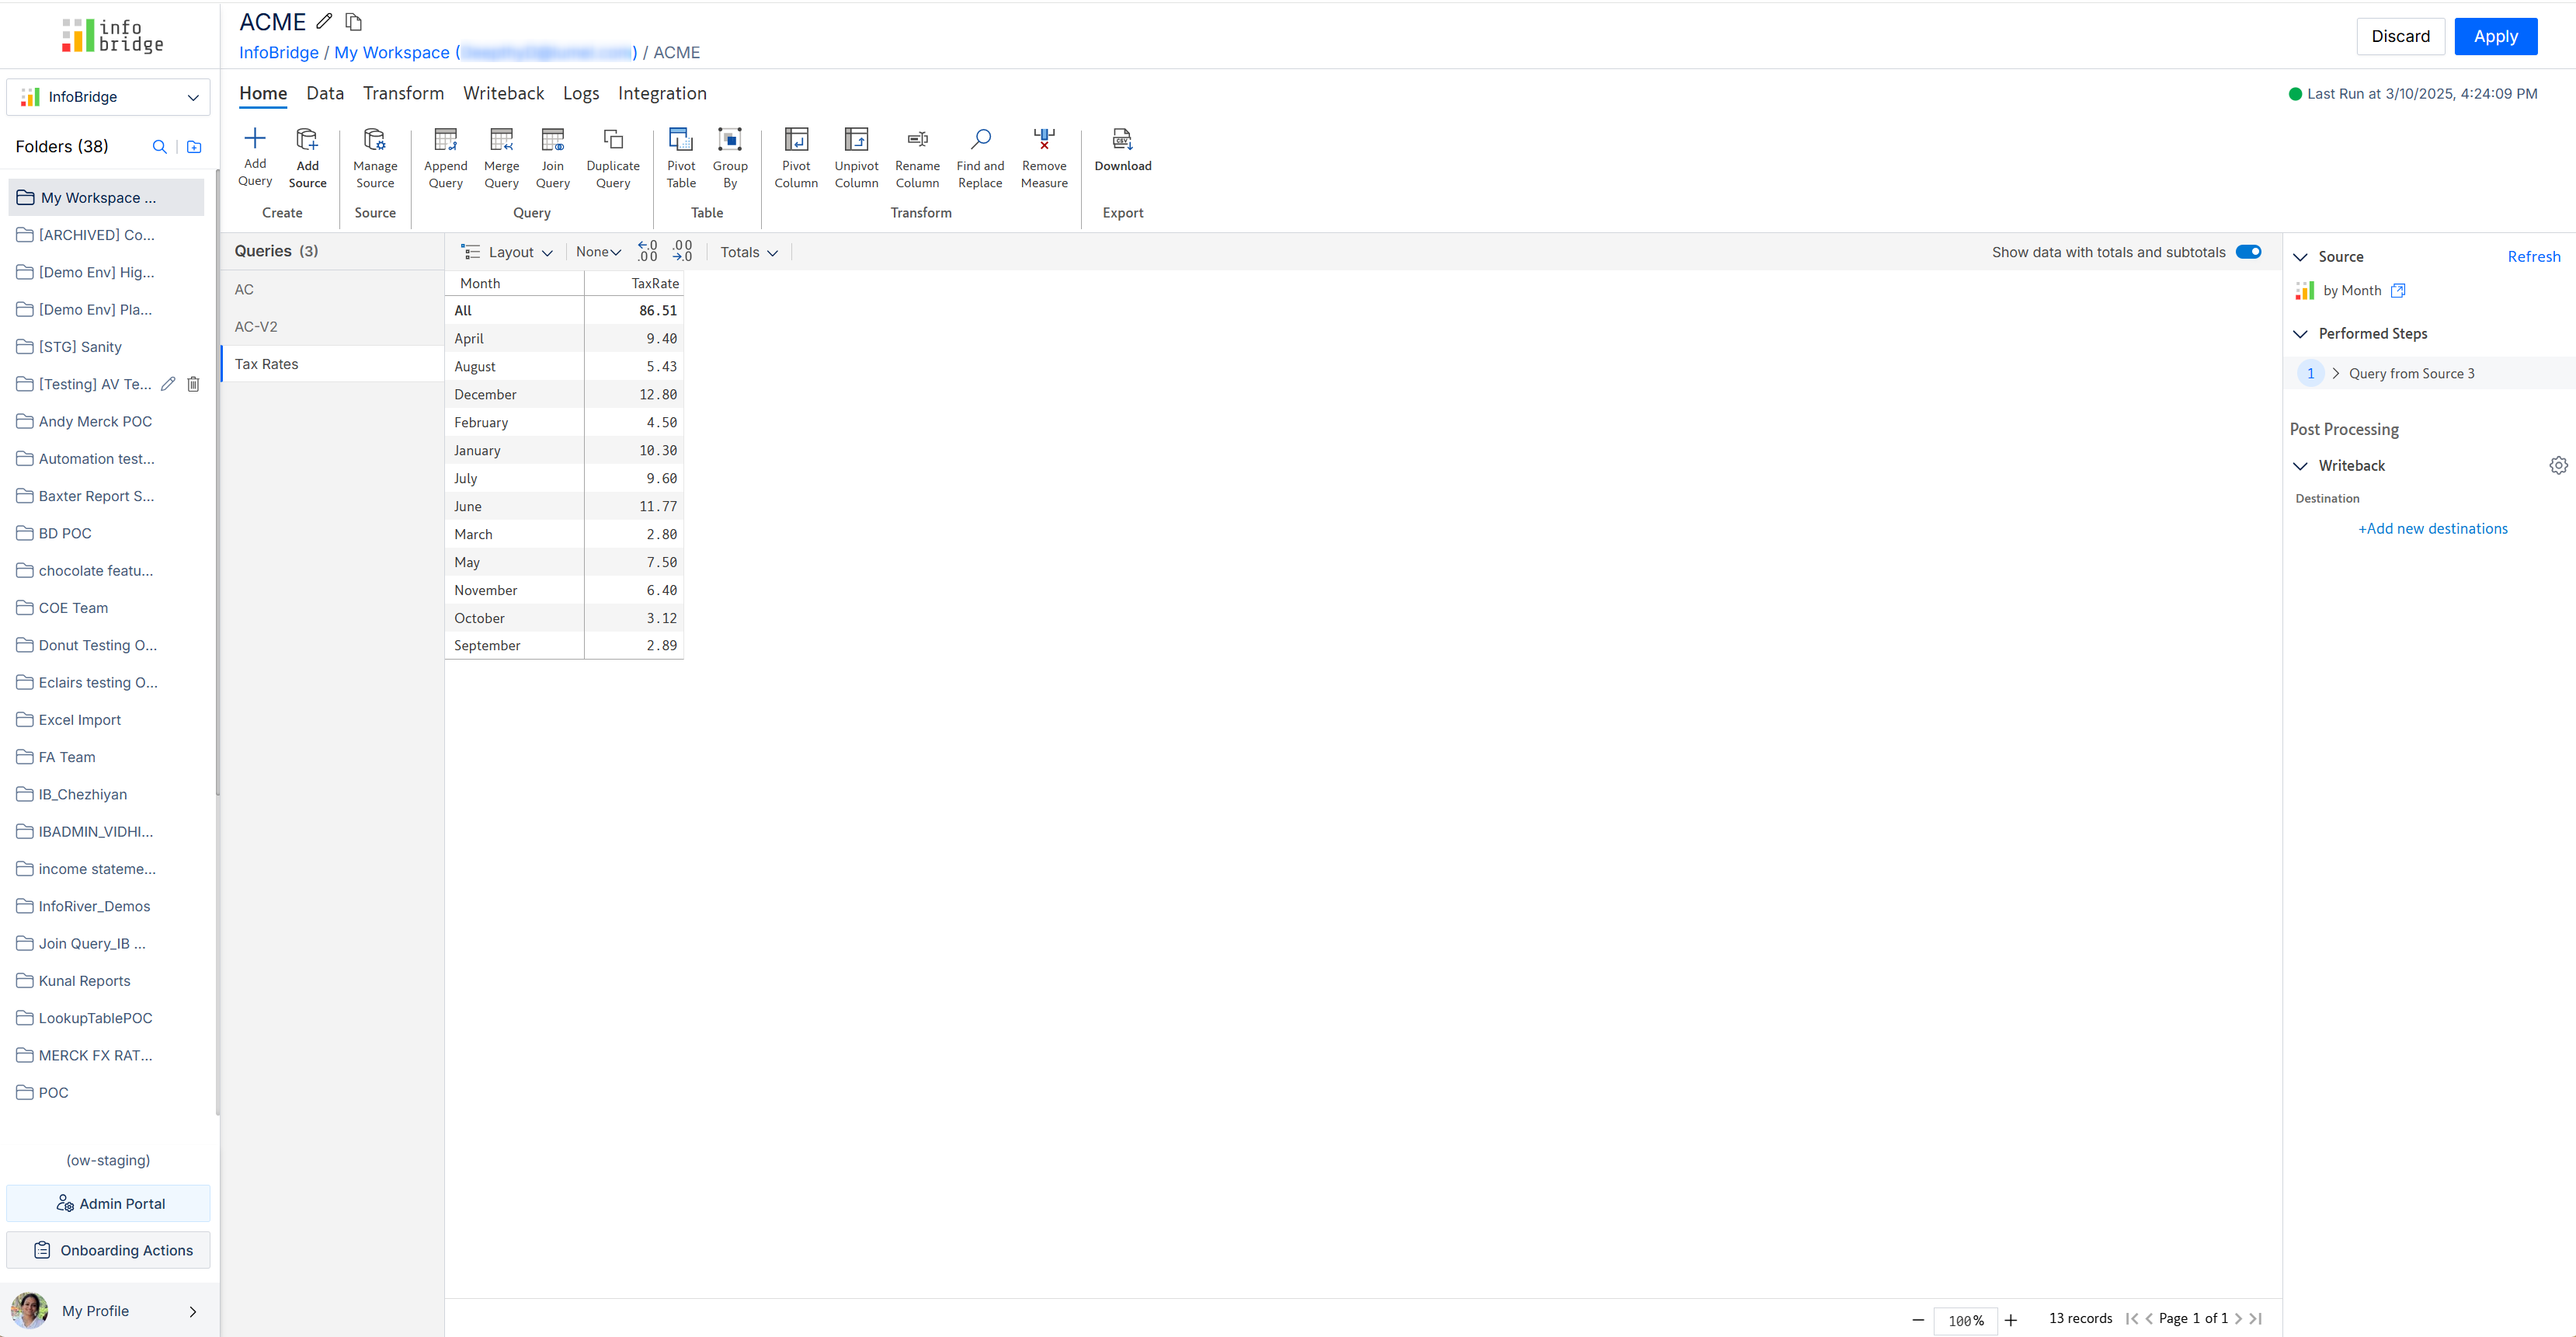 info
bridge
ACME
InfoBridge / My Workspace ( ) / ACME
Discard
Apply
InfoBridge
Folders (38)
My Workspace ...
[ARCHIVED] Co...
[Demo Env] Hig...
[Demo Env] Pla...
[STG] Sanity
[Testing] AV Te...
Andy Merck POC
Automation test...
Baxter Report S...
BD POC
chocolate featu...
COE Team
Donut Testing O...
Eclairs testing O...
Excel Import
FA Team
IB_Chezhiyan
IBADMIN_VIDHI...
income stateme...
InfoRiver_Demos
Join Query_IB ...
Kunal Reports
LookupTablePOC
MERCK FX RAT...
POC
(ow-staging)
Admin Portal
Onboarding Actions
My Profile
Home Data Transform Writeback Logs Integration
Last Run at 3/10/2025, 4:24:09 PM
Add Query
Add Source
Create
Manage Source
Source
Append Query
Merge Query
Join Query
Duplicate Query
Query
Pivot Table
Group By
Table
Pivot Column
Unpivot Column
Rename Column
Find and Replace
Remove Measure
Transform
CSV
Download
Export
Queries (3)
AC
AC-V2
Tax Rates
Layout None .0 .00 .00 .0 Totals
Show data with totals and subtotals
Month TaxRate
All 86.51
April 9.40
August 5.43
December 12.80
February 4.50
January 10.30
July 9.60
June 11.77
March 2.80
May 7.50
November 6.40
October 3.12
September 2.89
Source Refresh
by Month
Performed Steps
1 Query from Source 3
Post Processing
Writeback
Destination
+Add new destinations
100% 13 records Page 1 of 1